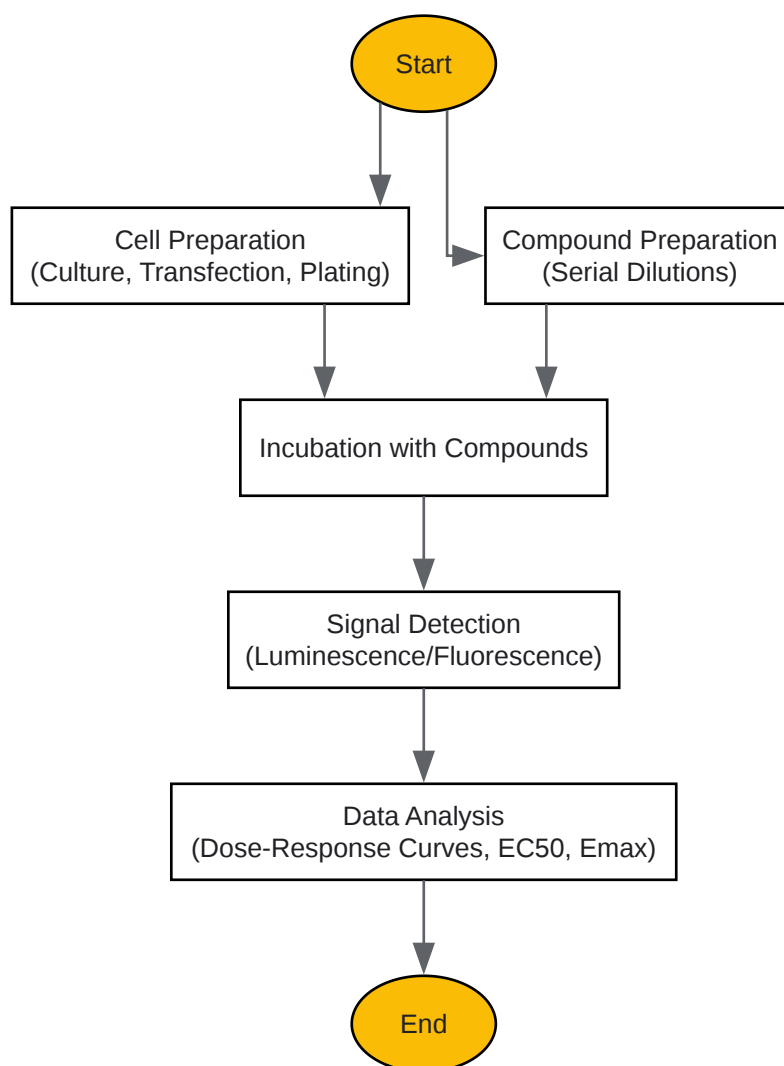 Start
Cell Preparation
(Culture, Transfection, Plating)
Compound Preparation
(Serial Dilutions)
Incubation with Compounds
Signal Detection
(Luminescence/Fluorescence)
Data Analysis
(Dose-Response Curves, EC50, Emax)
End